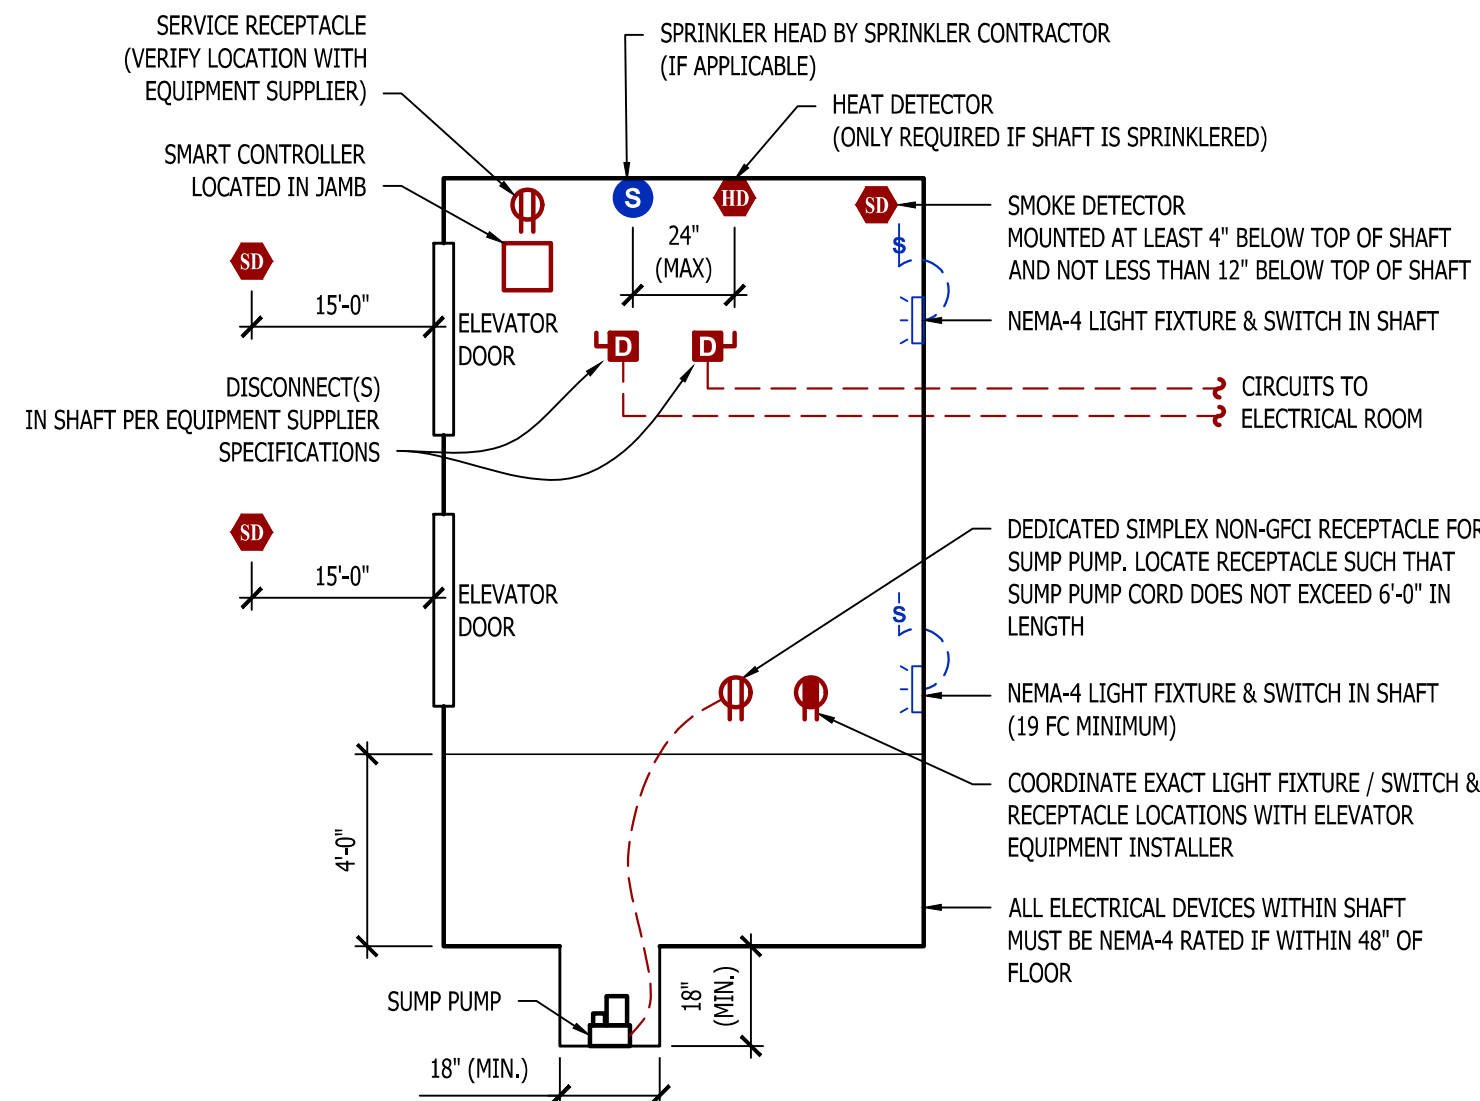 SERVICE RECEPTACLE
(VERIFY LOCATION WITH
EQUIPMENT SUPPLIER)
SPRINKLER HEAD BY SPRINKLER CONTRACTOR
(IF APPLICABLE)
HEAT DETECTOR
(ONLY REQUIRED IF SHAFT IS SPRINKLERED)
SMART CONTROLLER
LOCATED IN JAMB
S
HD
SD
SMOKE DETECTOR
MOUNTED AT LEAST 4" BELOW TOP OF SHAFT
AND NOT LESS THAN 12" BELOW TOP OF SHAFT
24"
(MAX)
S
SD
15'-0"
ELEVATOR
DOOR
NEMA-4 LIGHT FIXTURE & SWITCH IN SHAFT
D
D
DISCONNECT(S)
IN SHAFT PER EQUIPMENT SUPPLIER
SPECIFICATIONS
CIRCUITS TO
ELECTRICAL ROOM
SD
15'-0"
ELEVATOR
DOOR
DEDICATED SIMPLEX NON-GFCI RECEPTACLE FOR
SUMP PUMP. LOCATE RECEPTACLE SUCH THAT
SUMP PUMP CORD DOES NOT EXCEED 6'-0" IN
LENGTH
S
NEMA-4 LIGHT FIXTURE & SWITCH IN SHAFT
(19 FC MINIMUM)
COORDINATE EXACT LIGHT FIXTURE / SWITCH &
RECEPTACLE LOCATIONS WITH ELEVATOR
EQUIPMENT INSTALLER
4'-0"
ALL ELECTRICAL DEVICES WITHIN SHAFT
MUST BE NEMA-4 RATED IF WITHIN 48" OF
FLOOR
SUMP PUMP
18"
(MIN.)
18" (MIN.)